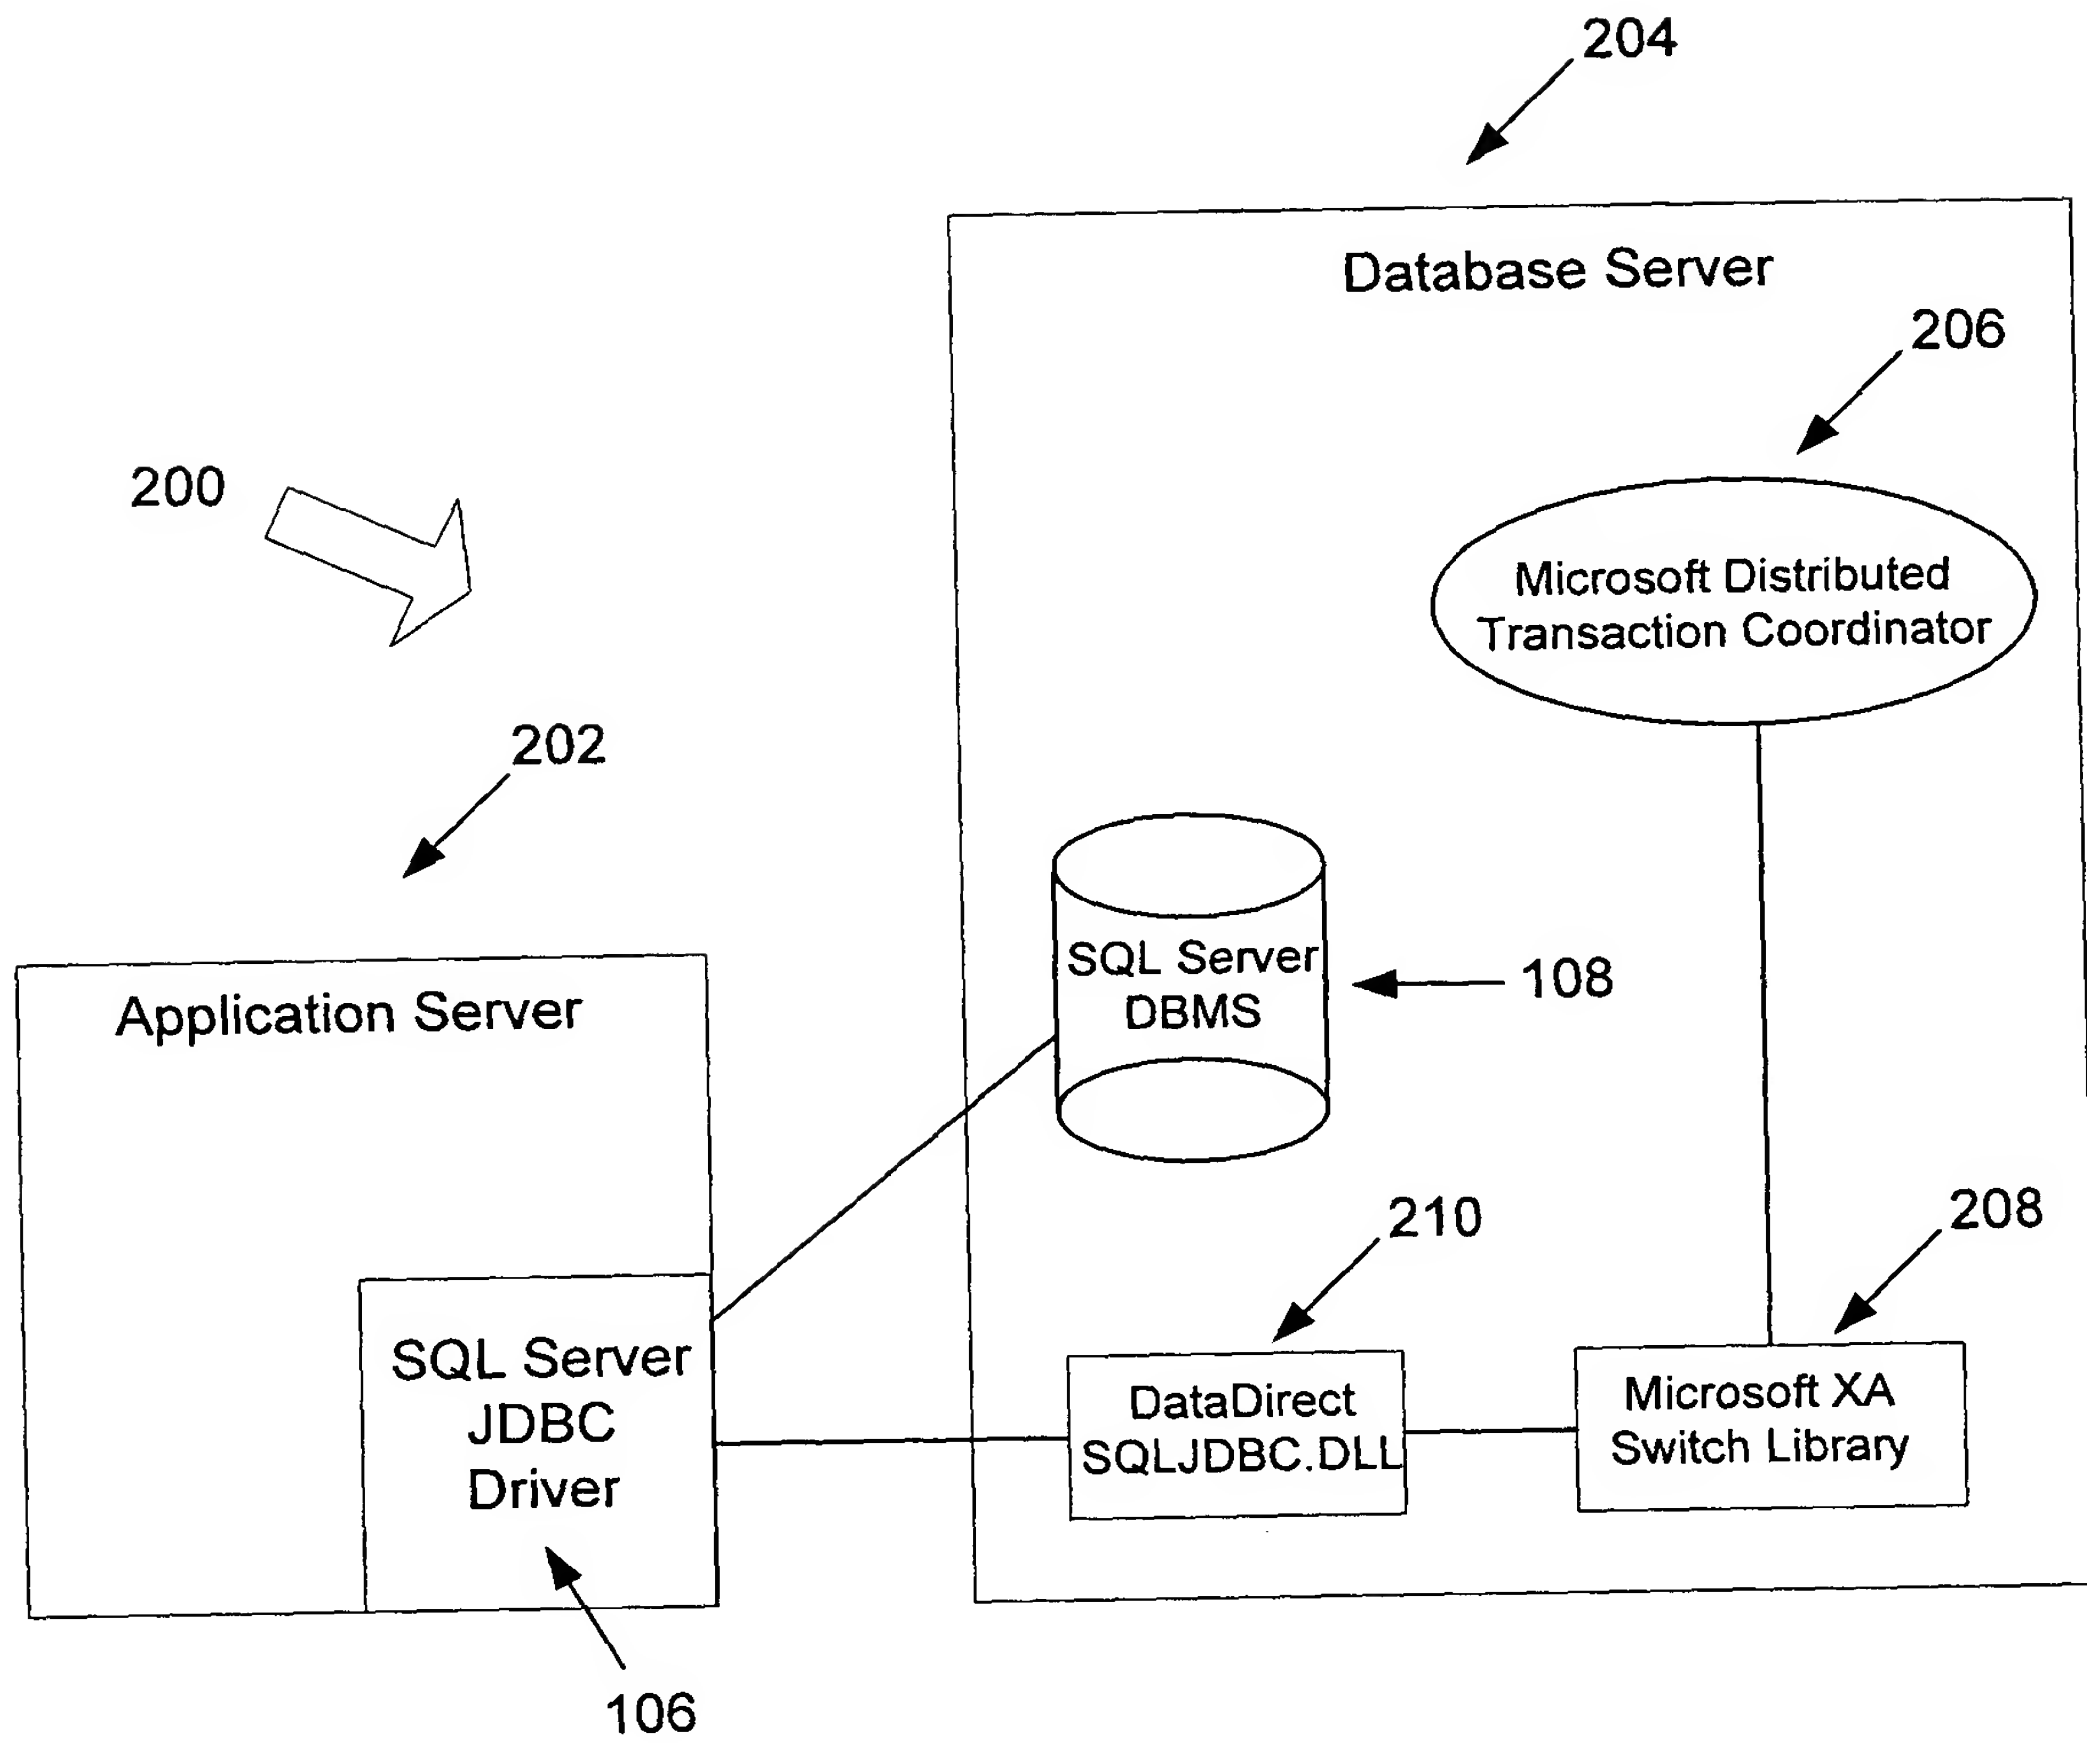 204
Database Server
206
200
Microsoft Distributed
Transaction Coordinator
202
SQL Server
DBMS
108
Application Server
210
208
SQL Server
JDBC
Driver
DataDirect
SQLJDBC.DLL
Microsoft XA
Switch Library
106